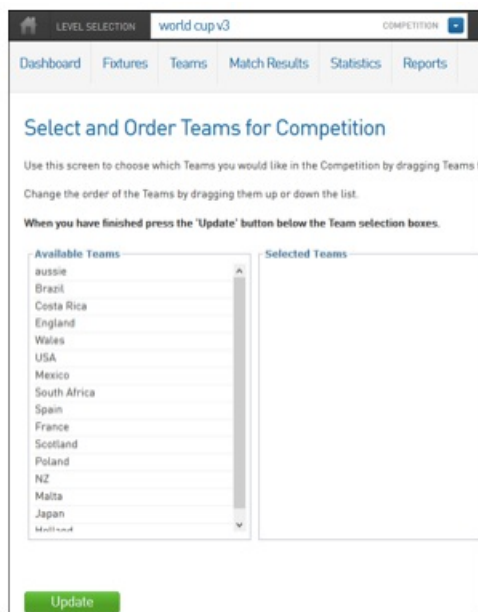 LEVEL SELECTION world cup v3 COMPETITION
Dashboard Fixtures Teams Match Results Statistics Reports
Select and Order Teams for Competition
Use this screen to choose which Teams you would like in the Competition by dragging Teams
Change the order of the Teams by dragging them up or down the list.
When you have finished press the 'Update' button below the Team selection boxes.
Available Teams Selected Teams
aussie
Brazil
Costa Rica
England
Wales
USA
Mexico
South Africa
Spain
France
Scotland
Poland
NZ
Malta
Japan
Holland
Update